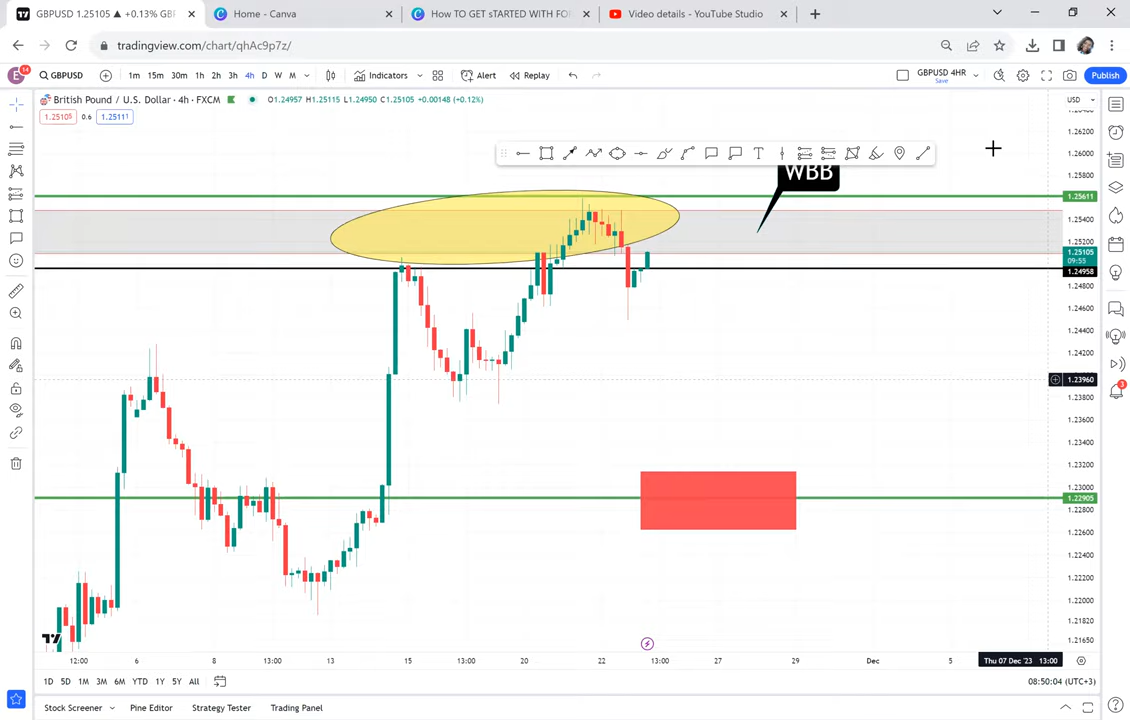 GBPUSD 1.25105 ▲ +0.13% GBP
Home - Canva
How TO GET sTARTED WITH FO
Video details - YouTube Studio
tradingview.com/chart/qhAc9p7z/
E 14 GBPUSD 1m 15m 30m 1h 2h 3h 4h D W M Indicators Alert Replay GBPUSD 4HR Save Publish
British Pound / U.S. Dollar · 4h · FXCM O1.24957 H1.25115 L1.24950 C1.25105 +0.00148 (+0.12%) USD
1.25105 0.6 1.25111
1.26200
1.26000
WBB
1.25800
1.25611
1.25400
1.25200
1.25105
09:55
1.24958
1.24800
1.24600
1.24400
1.24200
1.23960
1.23800
1.23600
1.23400
1.23200
1.23000
1.22905
1.22800
1.22600
1.22400
1.22200
1.22000
1.21820
1.21650
12:00 6 8 13:00 13 15 13:00 20 22 13:00 27 29 Dec 5 Thu 07 Dec '23 13:00
1D 5D 1M 3M 6M YTD 1Y 5Y All 08:50:04 (UTC+3)
Stock Screener Pine Editor Strategy Tester Trading Panel
3